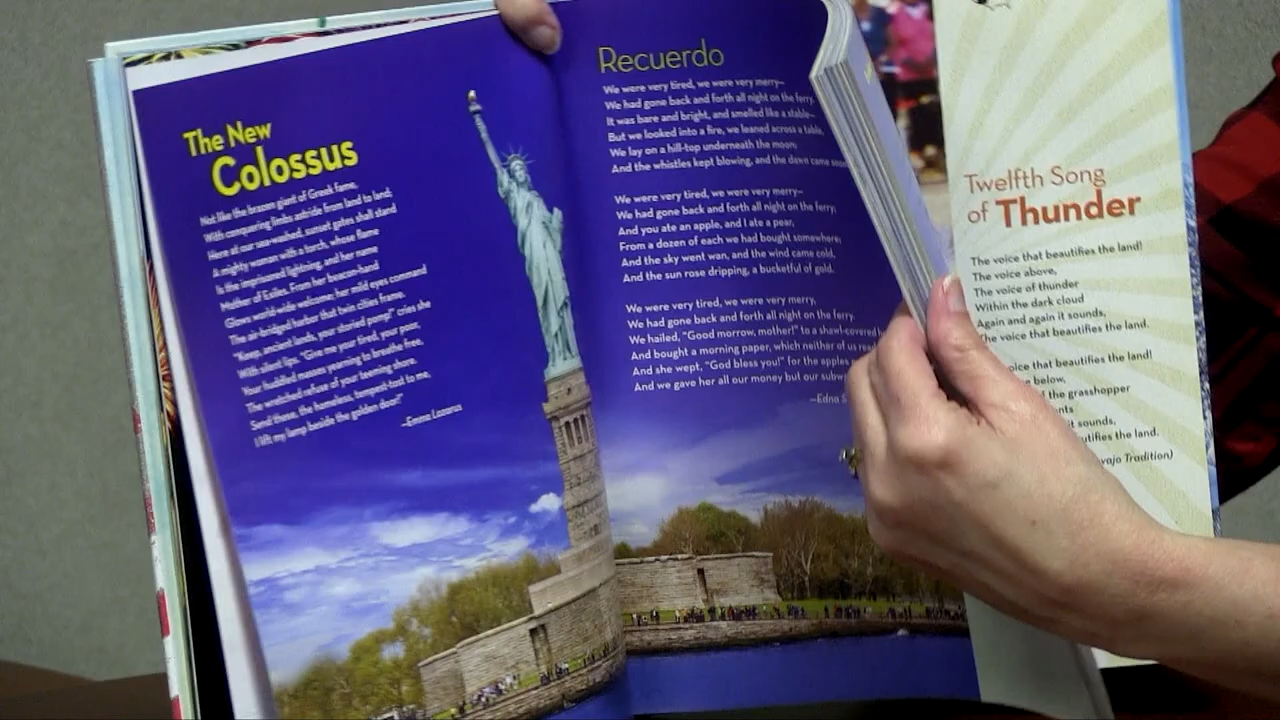 The New
Colossus
Not like the brazen giant of Greek fame,
With conquering limbs astride from land to land;
Here at our sea-washed, sunset gates shall stand
A mighty woman with a torch, whose flame
Is the imprisoned lightning, and her name
Mother of Exiles. From her beacon-hand
Glows world-wide welcome; her mild eyes command
The air-bridged harbor that twin cities frame.
"Keep, ancient lands, your storied pomp!" cries she
With silent lips. "Give me your tired, your poor,
Your huddled masses yearning to breathe free,
The wretched refuse of your teeming shore.
Send these, the homeless, tempest-tost to me,
I lift my lamp beside the golden door!"
—Emma Lazarus
Recuerdo
We were very tired, we were very merry—
We had gone back and forth all night on the ferry.
It was bare and bright, and smelled like a stable—
But we looked into a fire, we leaned across a table,
We lay on a hill-top underneath the moon;
And the whistles kept blowing, and the dawn came soon
We were very tired, we were very merry—
We had gone back and forth all night on the ferry;
And you ate an apple, and I ate a pear,
From a dozen of each we had bought somewhere;
And the sky went wan, and the wind came cold,
And the sun rose dripping, a bucketful of gold.
We were very tired, we were very merry,
We had gone back and forth all night on the ferry.
We hailed, "Good morrow, mother!" to a shawl-covered
And bought a morning paper, which neither of us read
And she wept, "God bless you!" for the apples
And we gave her all our money but our
—Edna
Twelfth Song
of Thunder
The voice that beautifies the land!
The voice above,
The voice of thunder
Within the dark cloud
Again and again it sounds,
The voice that beautifies the land.
that beautifies the land!
below,
the grasshopper
it sounds,
the land.
Tradition)